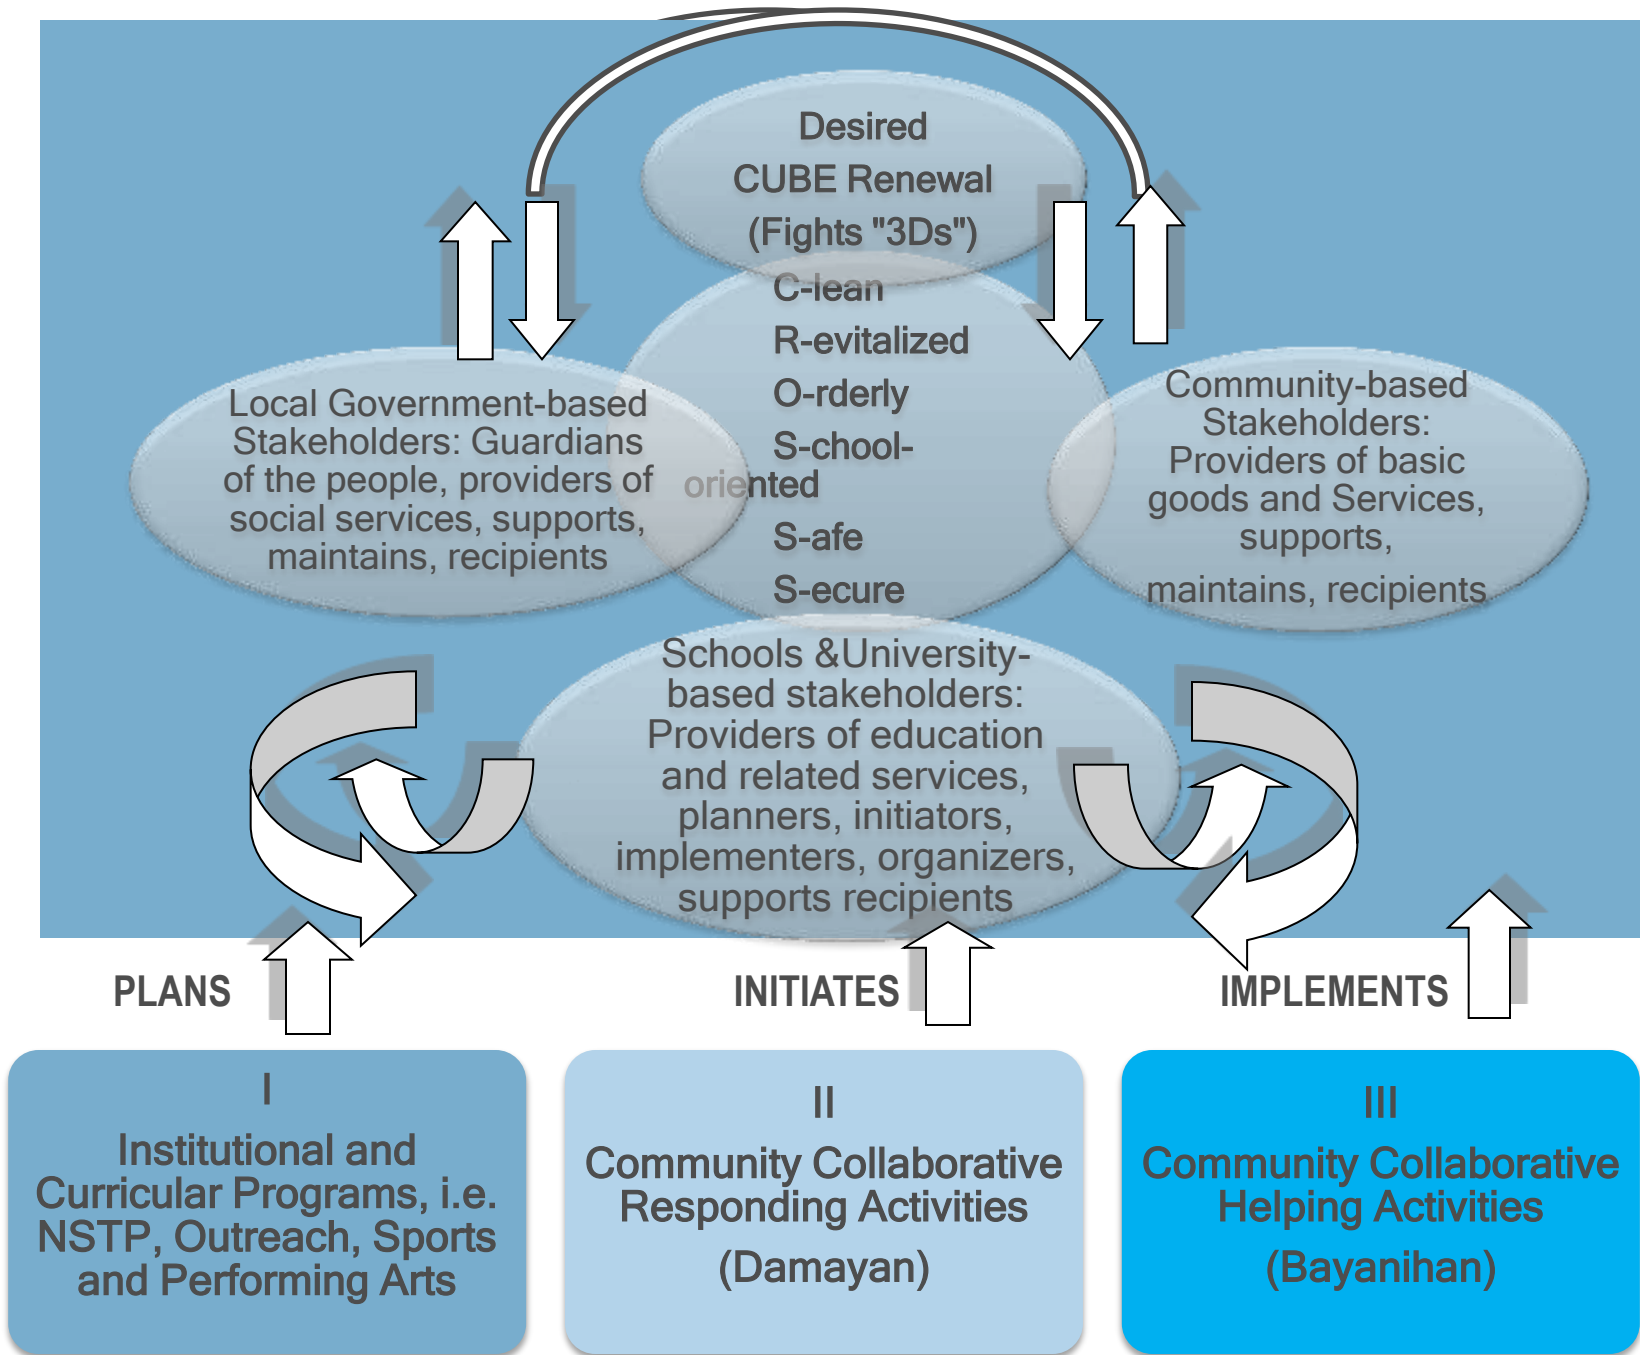 Desired
CUBE Renewal
(Fights "3Ds")
C-lean
R-evitalized
O-rderly
S-chool-
oriented
S-afe
S-ecure
Local Government-based
Stakeholders: Guardians
of the people, providers of
social services, supports,
maintains, recipients
Community-based
Stakeholders:
Providers of basic
goods and Services,
supports,
maintains, recipients
Schools &University-
based stakeholders:
Providers of education
and related services,
planners, initiators,
implementers, organizers,
supports recipients
PLANS
INITIATES
IMPLEMENTS
I
Institutional and
Curricular Programs, i.e.
NSTP, Outreach, Sports
and Performing Arts
II
Community Collaborative
Responding Activities
(Damayan)
III
Community Collaborative
Helping Activities
(Bayanihan)